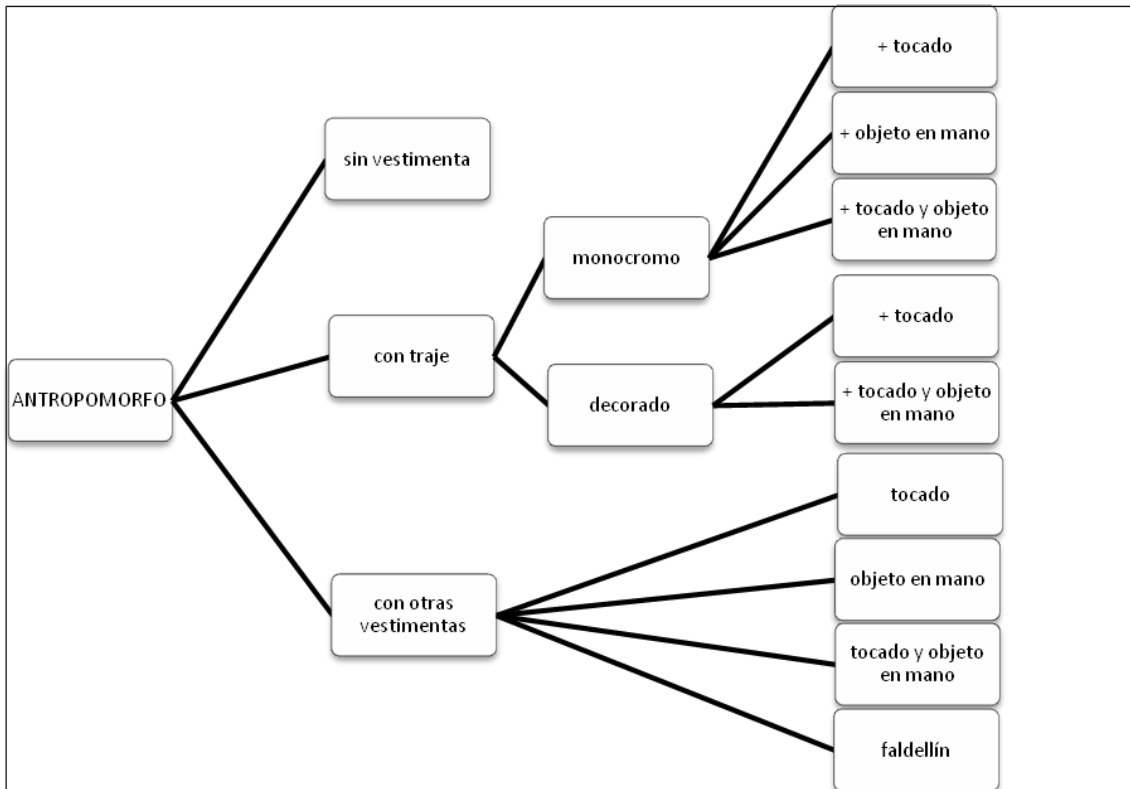 ANTROPOMORFO
sin vestimenta
con traje
con otras
vestimentas
monocromo
decorado
+ tocado
+ objeto en mano
+ tocado y objeto
en mano
+ tocado
+ tocado y objeto
en mano
tocado
objeto en mano
tocado y objeto
en mano
faldellín